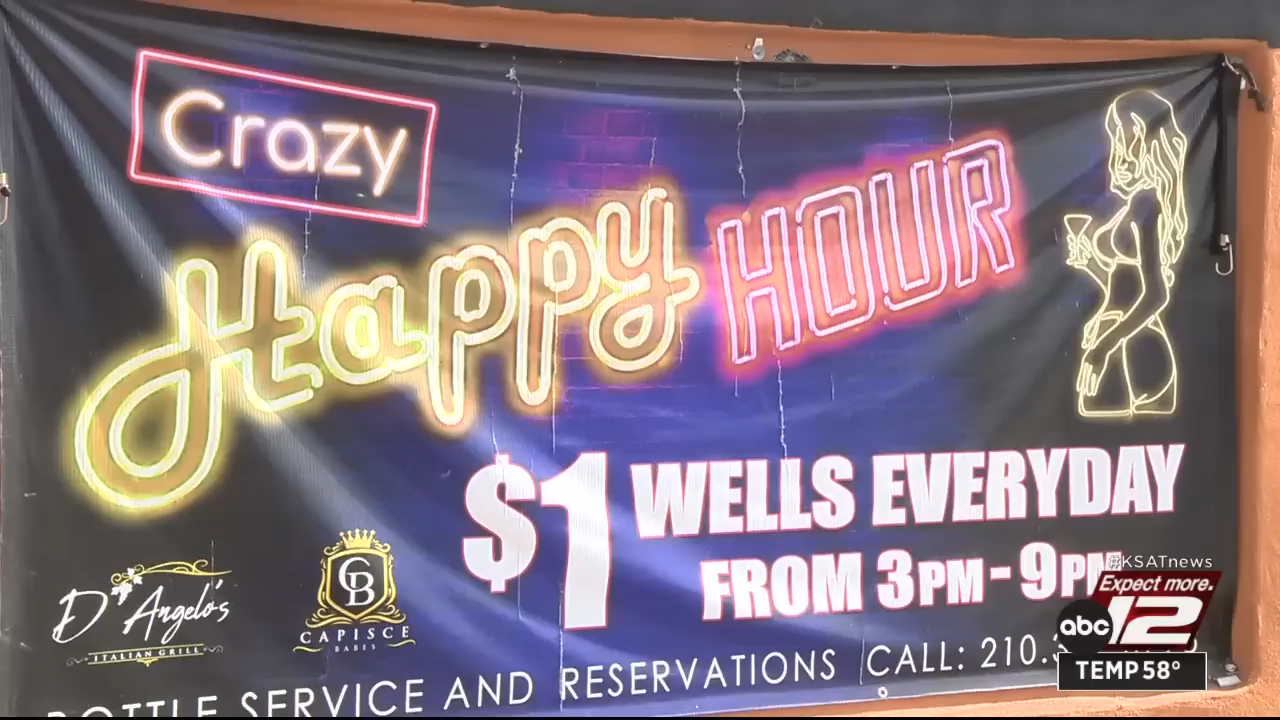 Crazy
Happy HOUR
$1 WELLS EVERYDAY
FROM 3PM - 9PM
#KSATnews
Expect more.
abc 12
TEMP 58°
D'Angelo's
ITALIAN GRILL
CB
CAPISCE
BABES
BOTTLE SERVICE AND RESERVATIONS CALL: 210.3